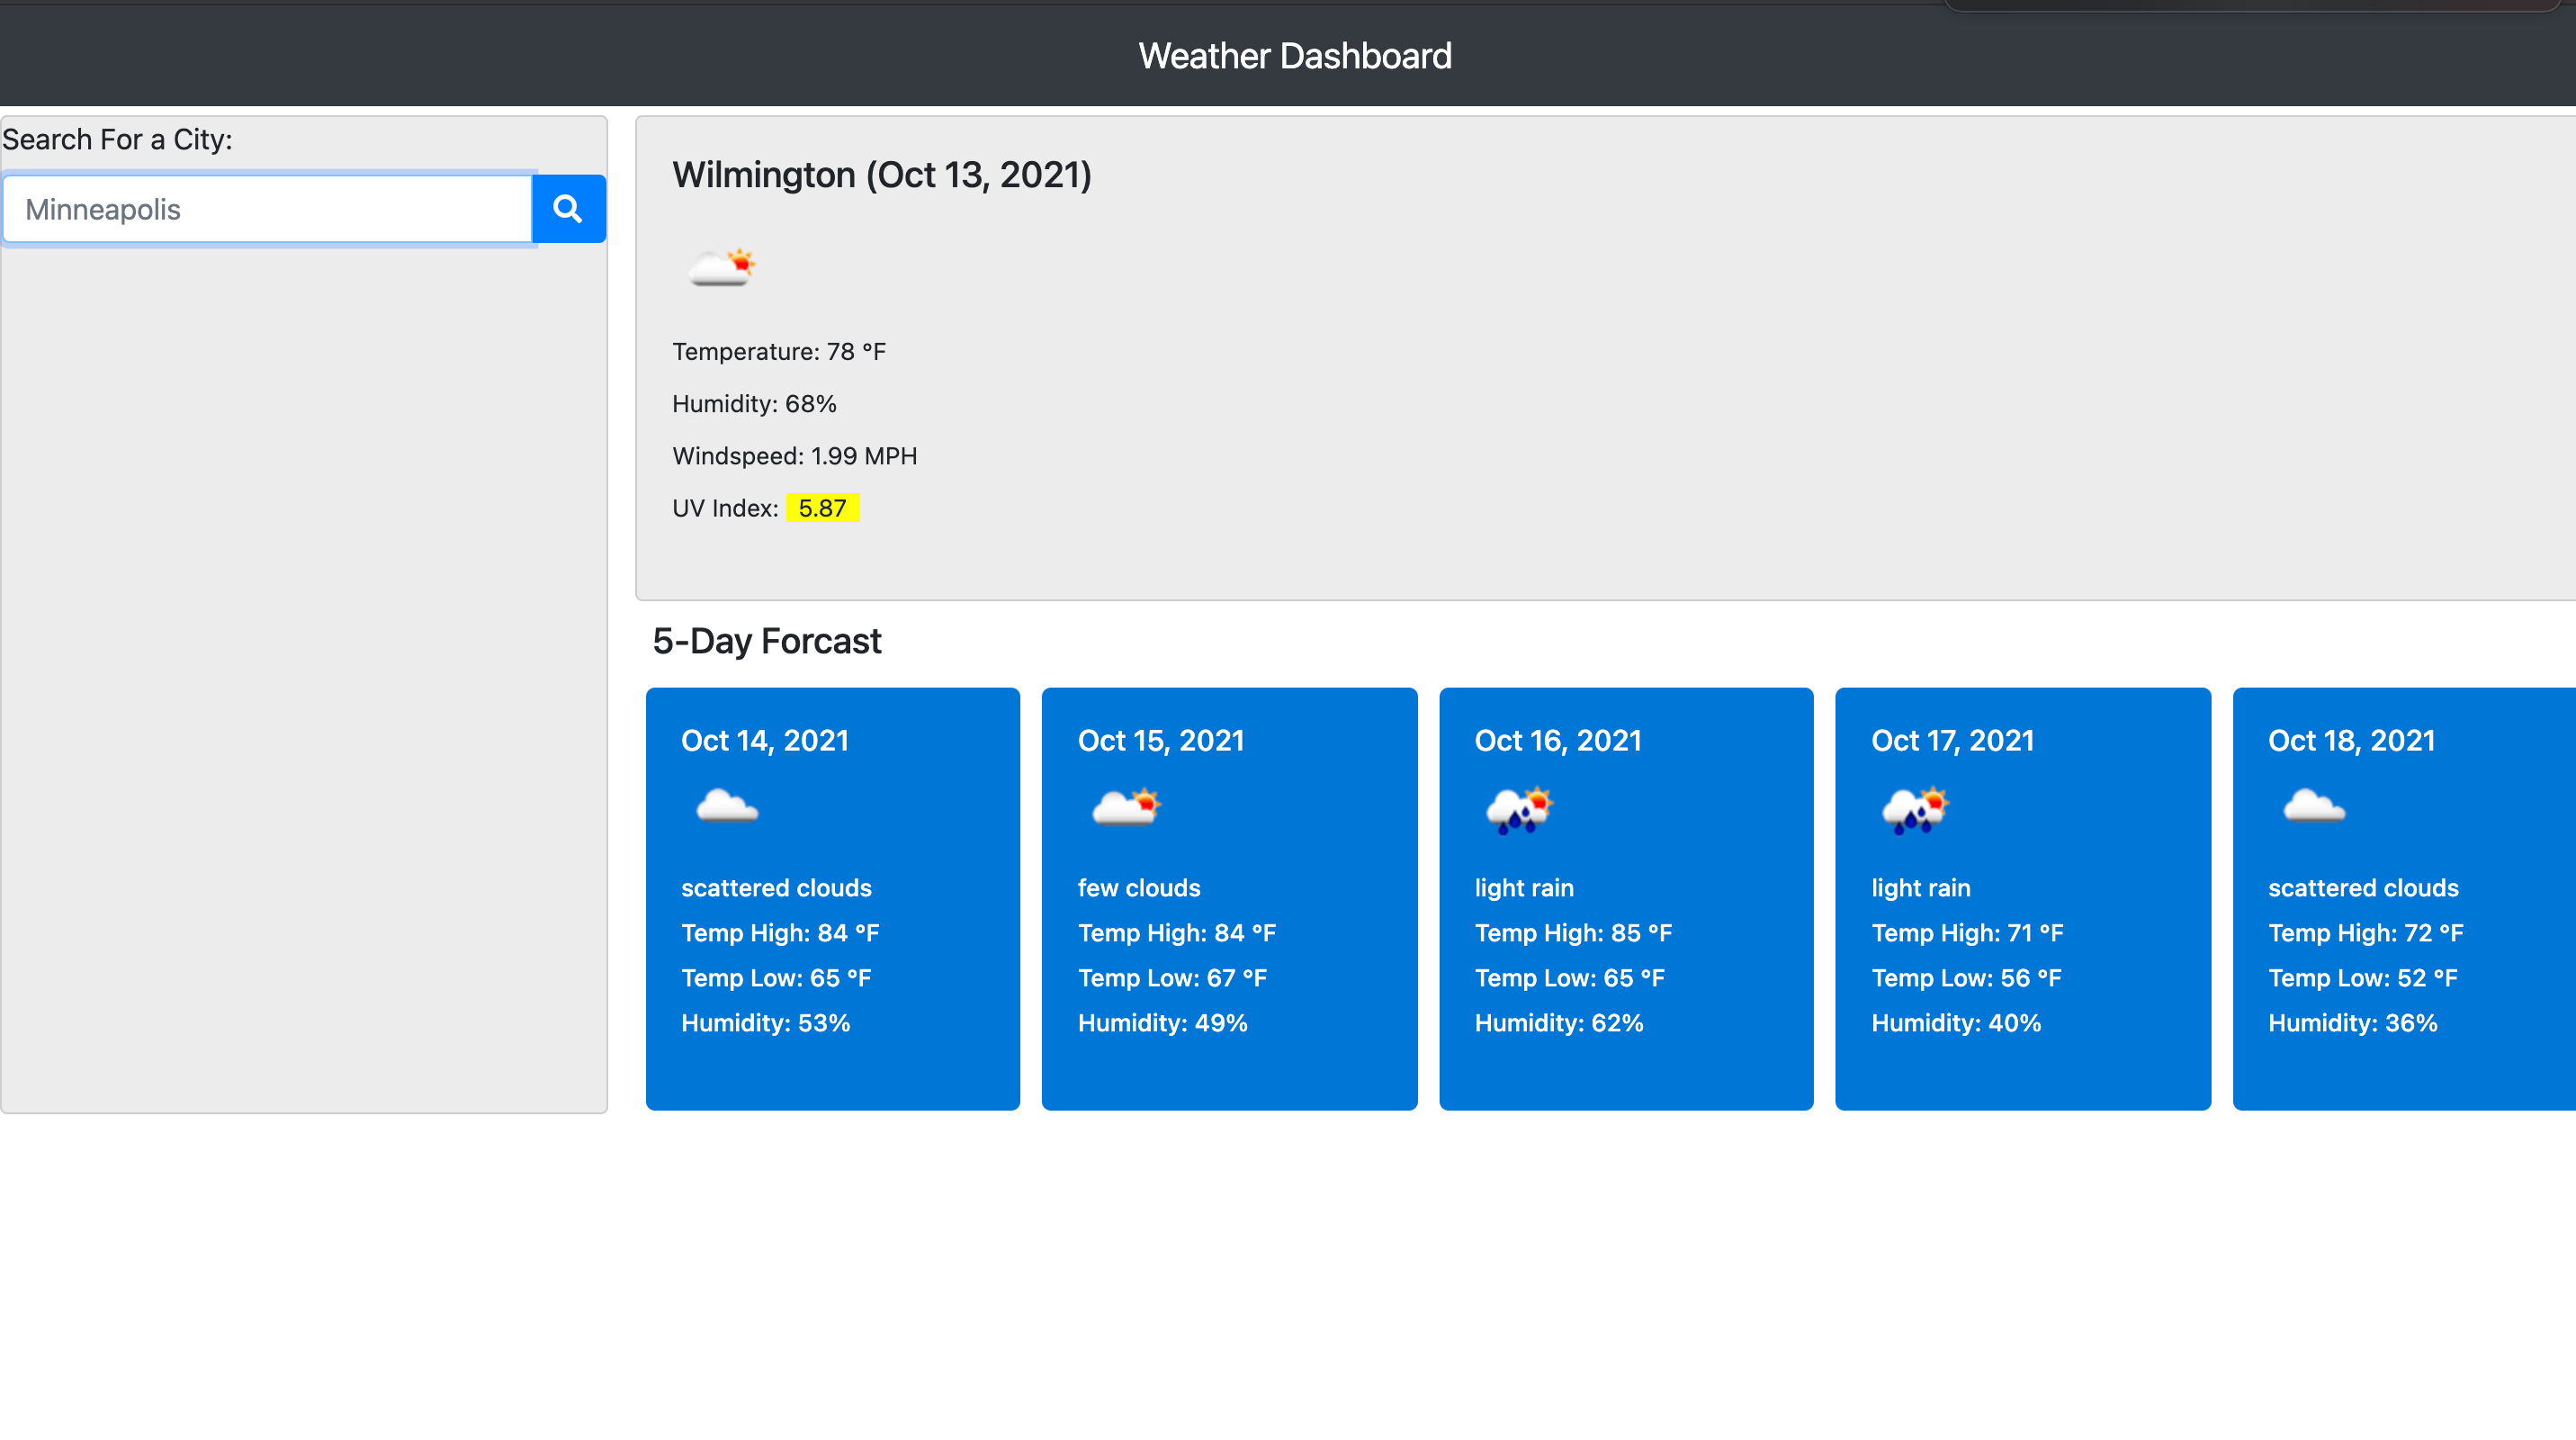 Weather Dashboard
Search For a City:
Minneapolis
Wilmington (Oct 13, 2021)
Temperature: 78 °F
Humidity: 68%
Windspeed: 1.99 MPH
UV Index: 5.87
5-Day Forcast
Oct 14, 2021
scattered clouds
Temp High: 84 °F
Temp Low: 65 °F
Humidity: 53%
Oct 15, 2021
few clouds
Temp High: 84 °F
Temp Low: 67 °F
Humidity: 49%
Oct 16, 2021
light rain
Temp High: 85 °F
Temp Low: 65 °F
Humidity: 62%
Oct 17, 2021
light rain
Temp High: 71 °F
Temp Low: 56 °F
Humidity: 40%
Oct 18, 2021
scattered clouds
Temp High: 72 °F
Temp Low: 52 °F
Humidity: 36%